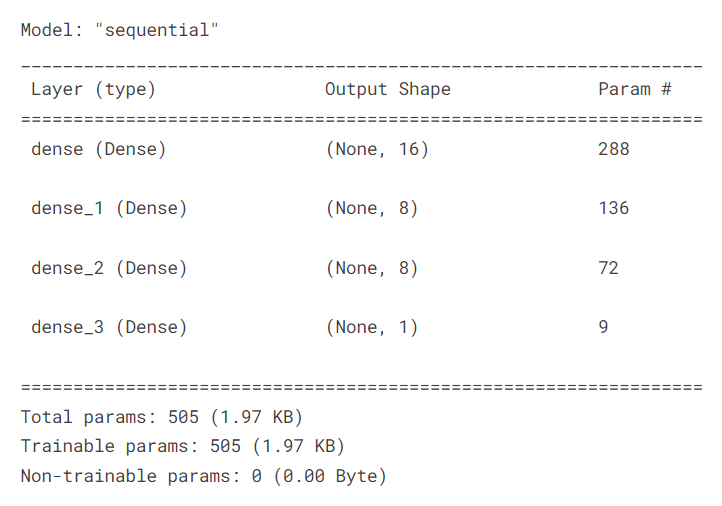 Model: "sequential"
_________________________________________________________________
Layer (type) Output Shape Param #
=================================================================
dense (Dense) (None, 16) 288
dense_1 (Dense) (None, 8) 136
dense_2 (Dense) (None, 8) 72
dense_3 (Dense) (None, 1) 9
=================================================================
Total params: 505 (1.97 KB)
Trainable params: 505 (1.97 KB)
Non-trainable params: 0 (0.00 Byte)